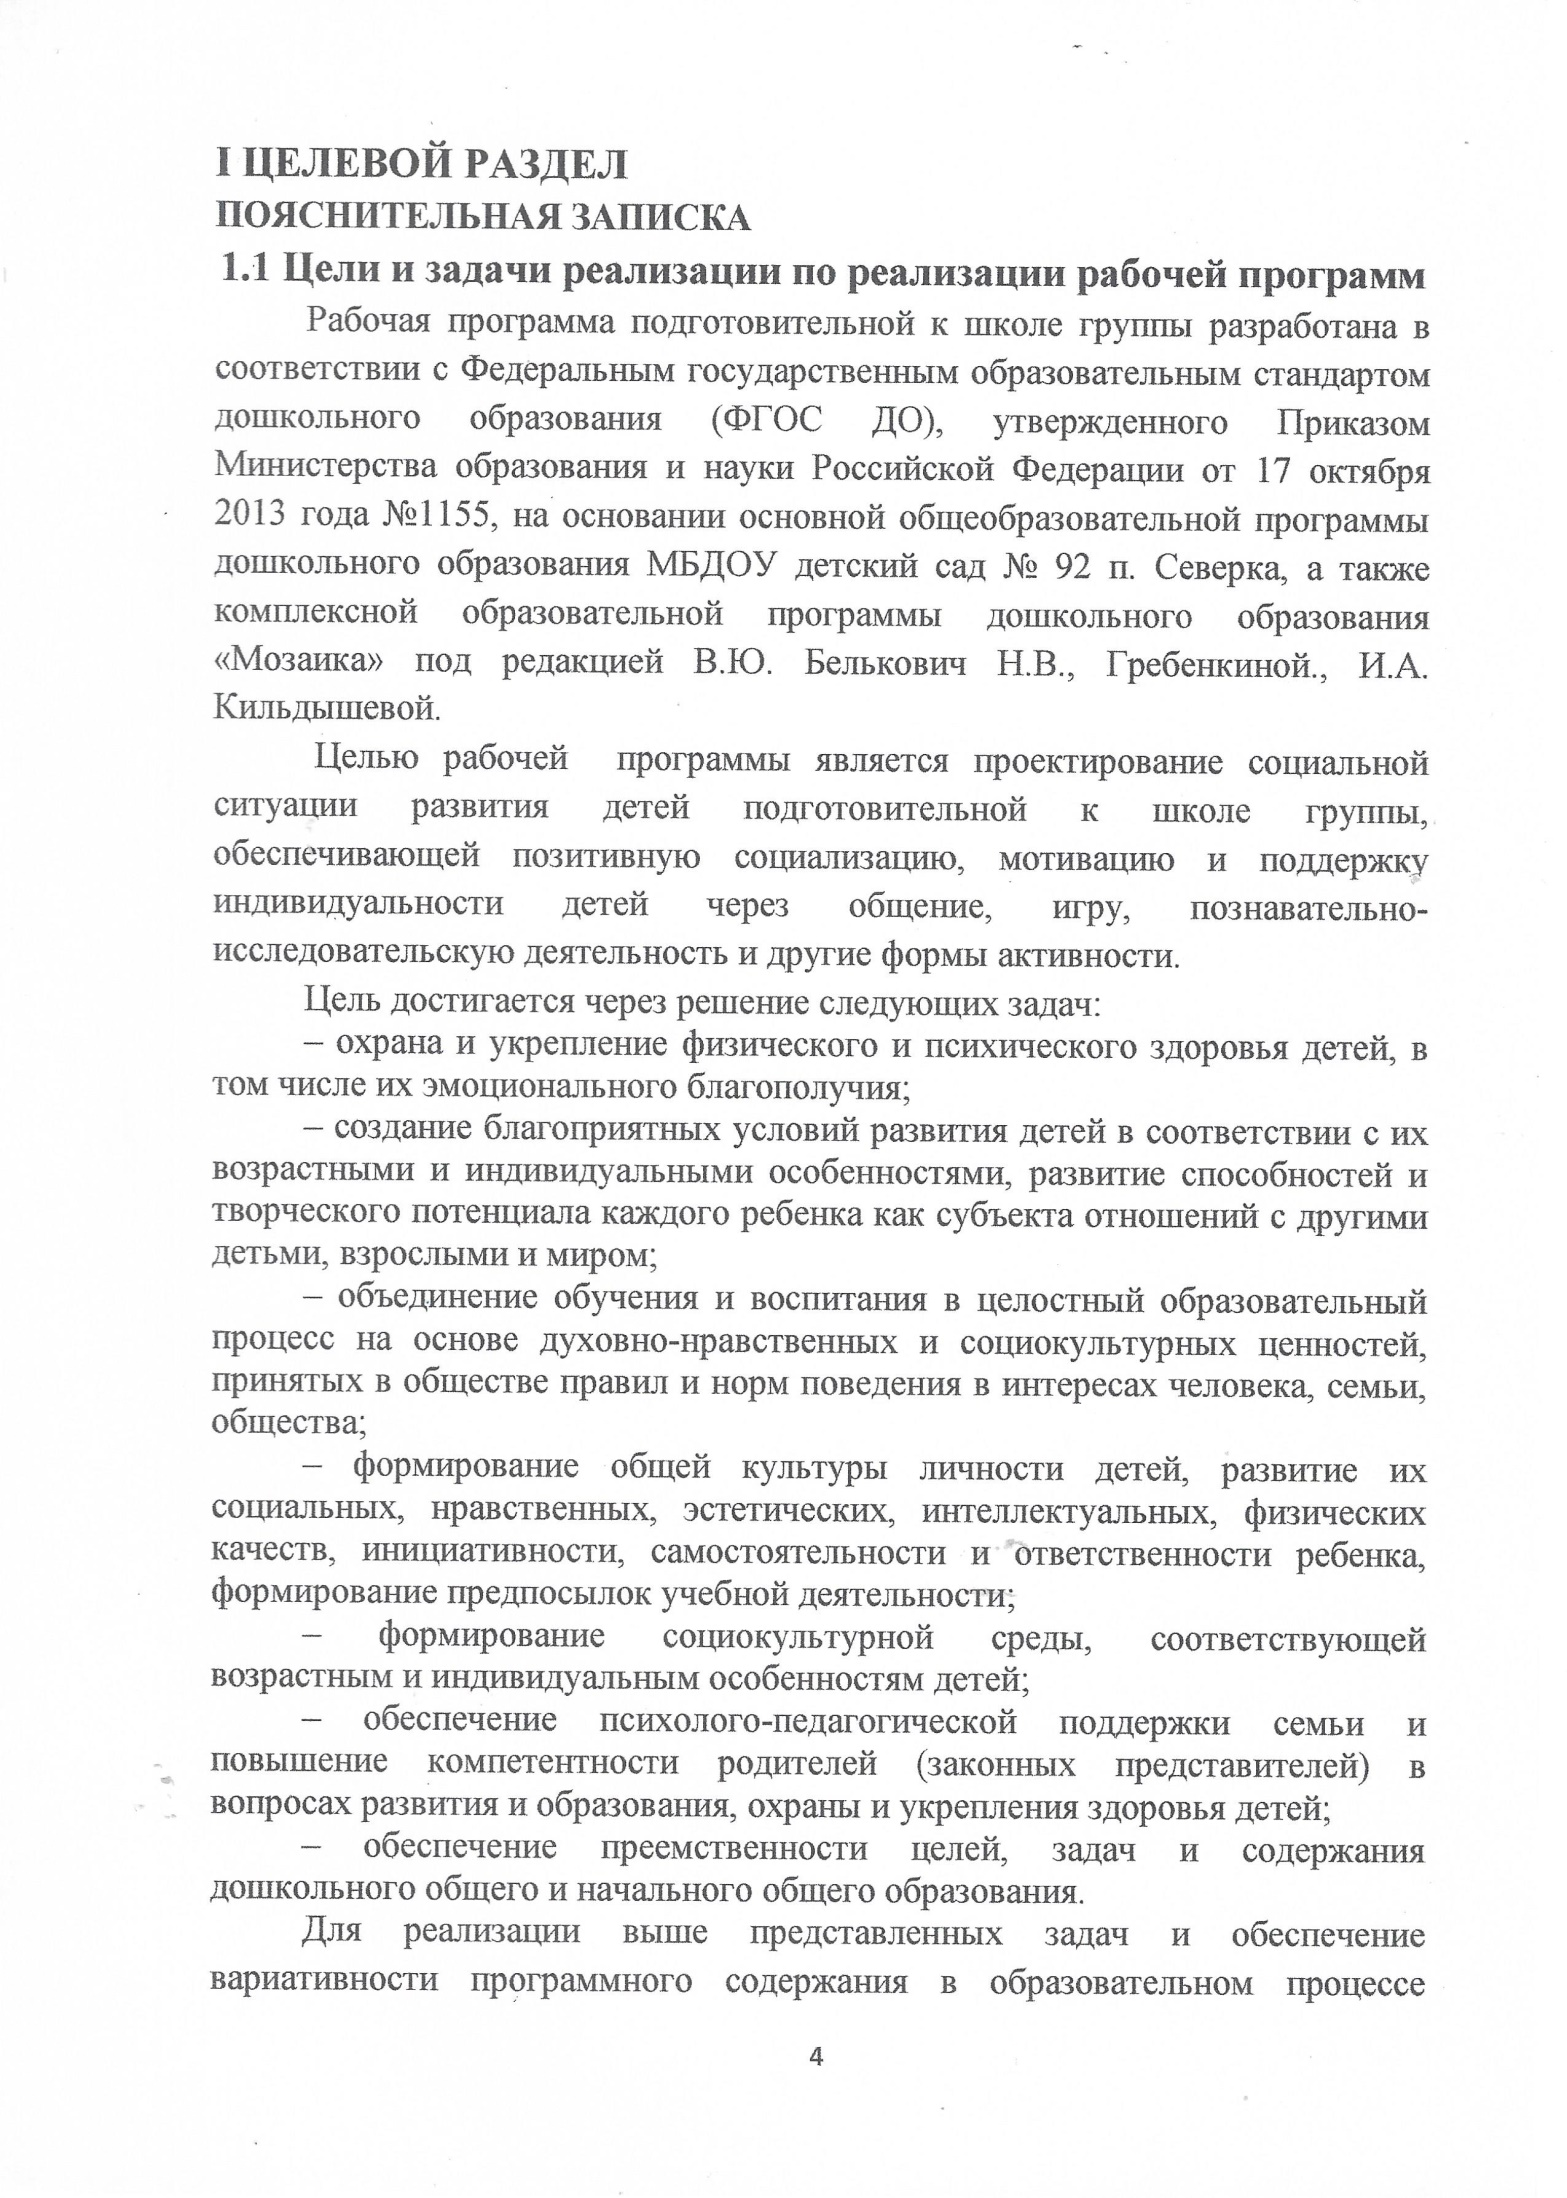 I ЦЕЛЕВОЙ РАЗДЕЛ
ПОЯСНИТЕЛЬНАЯ ЗАПИСКА
1.1 Цели и задачи реализации по реализации рабочей программ
Рабочая программа подготовительной к школе группы разработана в
соответствии с Федеральным государственным образовательным стандартом
дошкольного образования (ФГОС ДО), утвержденного Приказом
Министерства образования и науки Российской Федерации от 17 октября
2013 года №1155, на основании основной общеобразовательной программы
дошкольного образования МБДОУ детский сад № 92 п. Северка, а также
комплексной образовательной программы дошкольного образования
«Мозаика» под редакцией В.Ю. Белькович Н.В., Гребенкиной., И.А.
Кильдышевой.
Целью рабочей программы является проектирование социальной
ситуации развития детей подготовительной к школе группы,
обеспечивающей позитивную социализацию, мотивацию и поддержку
индивидуальности детей через общение, игру, познавательно-
исследовательскую деятельность и другие формы активности.
Цель достигается через решение следующих задач:
– охрана и укрепление физического и психического здоровья детей, в
том числе их эмоционального благополучия;
– создание благоприятных условий развития детей в соответствии с их
возрастными и индивидуальными особенностями, развитие способностей и
творческого потенциала каждого ребенка как субъекта отношений с другими
детьми, взрослыми и миром;
– объединение обучения и воспитания в целостный образовательный
процесс на основе духовно-нравственных и социокультурных ценностей,
принятых в обществе правил и норм поведения в интересах человека, семьи,
общества;
– формирование общей культуры личности детей, развитие их
социальных, нравственных, эстетических, интеллектуальных, физических
качеств, инициативности, самостоятельности и ответственности ребенка,
формирование предпосылок учебной деятельности;
– формирование социокультурной среды, соответствующей
возрастным и индивидуальным особенностям детей;
– обеспечение психолого-педагогической поддержки семьи и
повышение компетентности родителей (законных представителей) в
вопросах развития и образования, охраны и укрепления здоровья детей;
– обеспечение преемственности целей, задач и содержания
дошкольного общего и начального общего образования.
Для реализации выше представленных задач и обеспечение
вариативности программного содержания в образовательном процессе
4